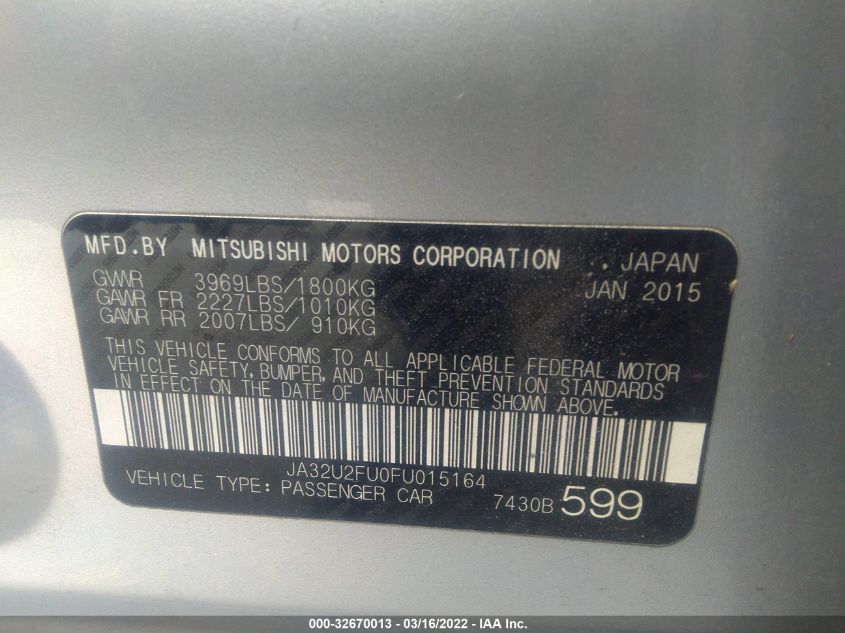 MFD.BY MITSUBISHI MOTORS CORPORATION , JAPAN
GVWR 3969LBS/1800KG JAN 2015
GAWR FR 2227LBS/1010KG
GAWR RR 2007LBS/ 910KG
THIS VEHICLE CONFORMS TO ALL APPLICABLE FEDERAL MOTOR
VEHICLE SAFETY, BUMPER, AND THEFT PREVENTION STANDARDS
IN EFFECT ON THE DATE OF MANUFACTURE SHOWN ABOVE.
JA32U2FU0FU015164
VEHICLE TYPE: PASSENGER CAR 7430B 599
000-32670013 - 03/16/2022 - IAA Inc.